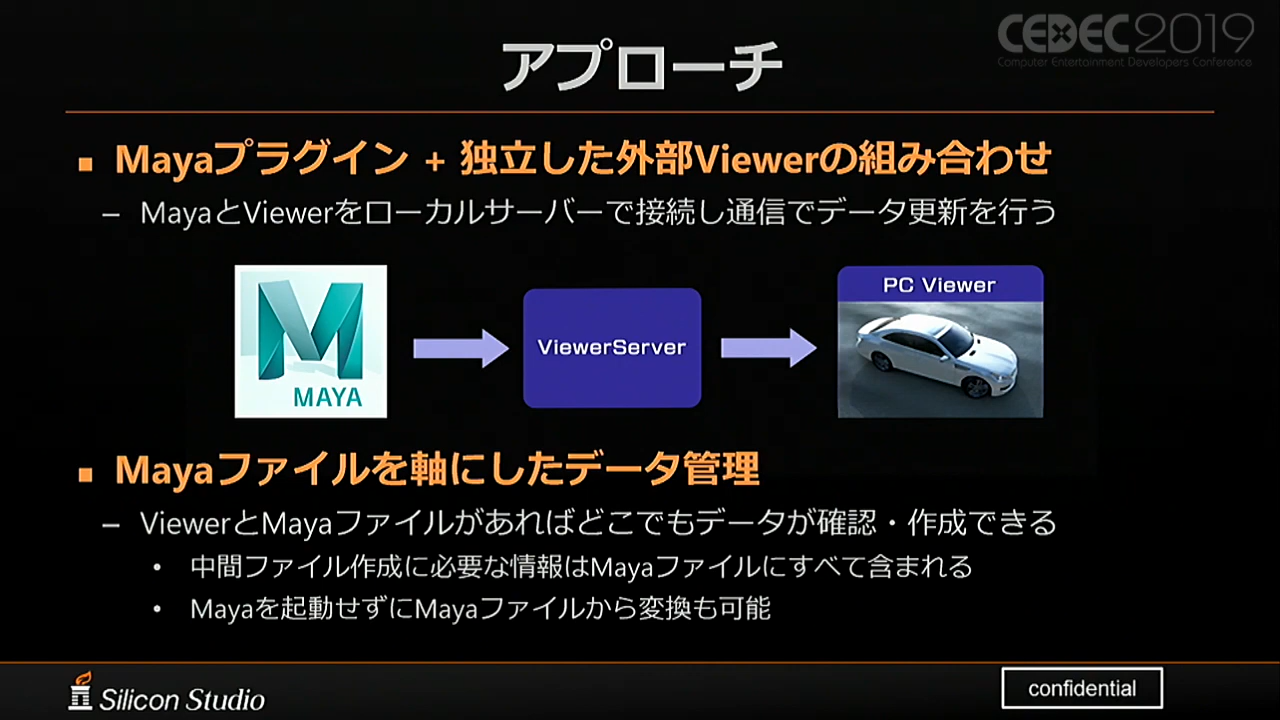 CEDEC2019
Computer Entertainment Developers Conference
アプローチ
■ Mayaプラグイン + 独立した外部Viewerの組み合わせ
– MayaとViewerをローカルサーバーで接続し通信でデータ更新を行う
MAYA
ViewerServer
PC Viewer
■ Mayaファイルを軸にしたデータ管理
– ViewerとMayaファイルがあればどこでもデータが確認・作成できる
• 中間ファイル作成に必要な情報はMayaファイルにすべて含まれる
• Mayaを起動せずにMayaファイルから変換も可能
Silicon Studio
confidential